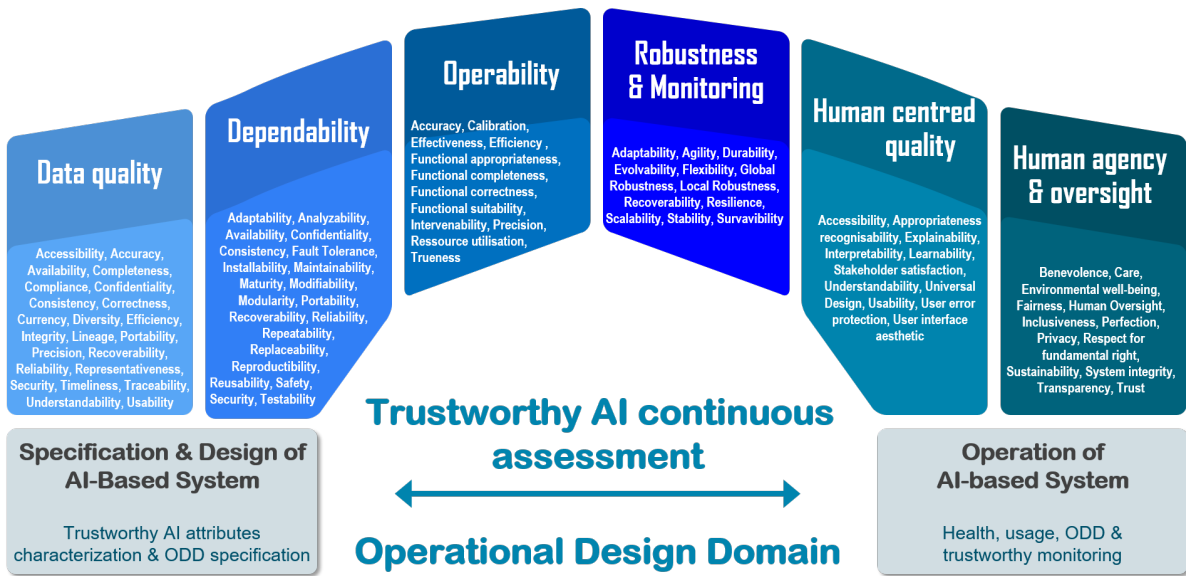 Data quality
Accessibility, Accuracy,
Availability, Completeness,
Compliance, Confidentiality,
Consistency, Correctness,
Currency, Diversity, Efficiency,
Integrity, Lineage, Portability,
Precision, Recoverability,
Reliability, Representativeness,
Security, Timeliness, Traceability,
Understandability, Usability
Dependability
Adaptability, Analyzability,
Availability, Confidentiality,
Consistency, Fault Tolerance,
Installability, Maintainability,
Maturity, Modifiability,
Modularity, Portability,
Recoverability, Reliability,
Repeatability,
Replaceability,
Reproductibility,
Reusability, Safety,
Security, Testability
Operability
Accuracy, Calibration,
Effectiveness, Efficiency ,
Functional appropriateness,
Functional completeness,
Functional correctness,
Functional suitability,
Intervenability, Precision,
Ressource utilisation,
Trueness
Robustness
& Monitoring
Adaptability, Agility, Durability,
Evolvability, Flexibility, Global
Robustness, Local Robustness,
Recoverability, Resilience,
Scalability, Stability, Survavibility
Human centred
quality
Accessibility, Appropriateness
recognisability, Explainability,
Interpretability, Learnability,
Stakeholder satisfaction,
Understandability, Universal
Design, Usability, User error
protection, User interface
aesthetic
Human agency
& oversight
Benevolence, Care,
Environmental well-being,
Fairness, Human Oversight,
Inclusiveness, Perfection,
Privacy, Respect for
fundamental right,
Sustainability, System integrity,
Transparency, Trust
Specification & Design of
AI-Based System
Trustworthy AI attributes
characterization & ODD specification
Trustworthy AI continuous
assessment
Operational Design Domain
Operation of
AI-based System
Health, usage, ODD &
trustworthy monitoring